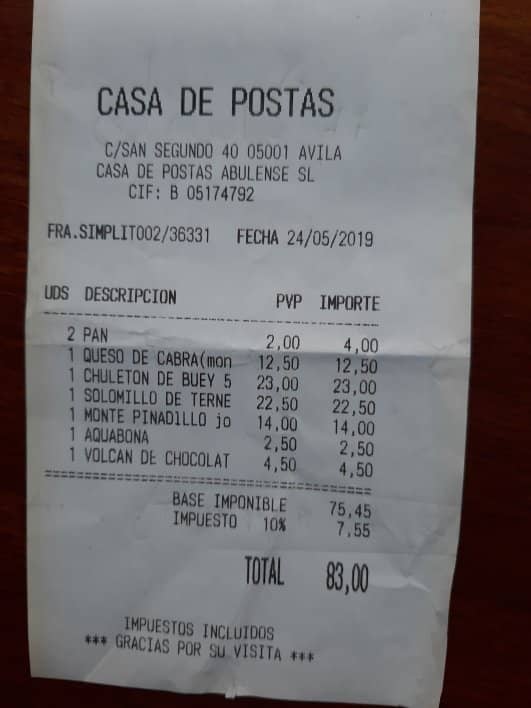 CASA DE POSTAS
C/SAN SEGUNDO 40 05001 AVILA
CASA DE POSTAS ABULENSE SL
CIF: B 05174792
FRA.SIMPLIT002/36331 FECHA 24/05/2019
UDS DESCRIPCION PVP IMPORTE
2 PAN 2,00 4,00
1 QUESO DE CABRA(mon 12,50 12,50
1 CHULETON DE BUEY 5 23,00 23,00
1 SOLOMILLO DE TERNE 22,50 22,50
1 MONTE PINADILLO jo 14,00 14,00
1 AQUABONA 2,50 2,50
1 VOLCAN DE CHOCOLAT 4,50 4,50
BASE IMPONIBLE 75,45
IMPUESTO 10% 7,55
TOTAL 83,00
IMPUESTOS INCLUIDOS
*** GRACIAS POR SU VISITA ***